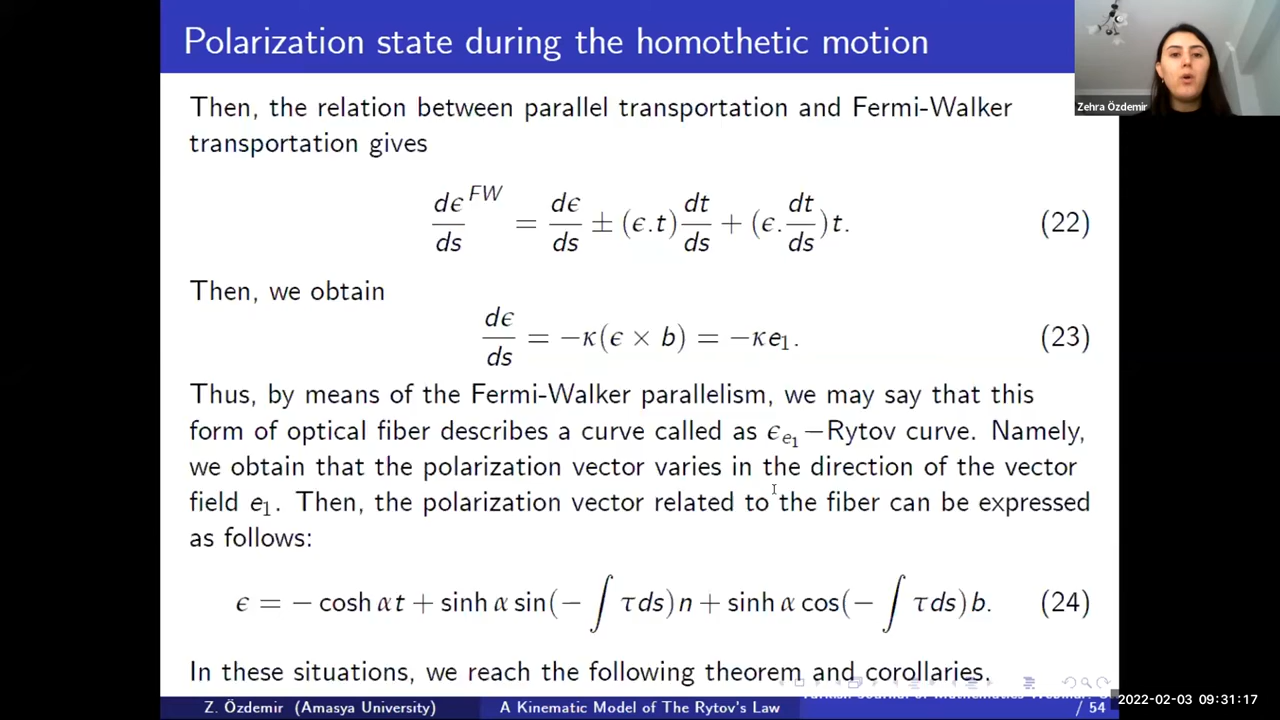 Polarization state during the homothetic motion
Zehra Özdemir
Then, the relation between parallel transportation and Fermi-Walker
transportation gives
dϵ^FW/ds = dϵ/ds ± (ϵ.t) dt/ds + (ϵ. dt/ds)t. (22)
Then, we obtain
dϵ/ds = −κ(ϵ × b) = −κe₁. (23)
Thus, by means of the Fermi-Walker parallelism, we may say that this
form of optical fiber describes a curve called as ϵ_e₁−Rytov curve. Namely,
we obtain that the polarization vector varies in the direction of the vector
field e₁. Then, the polarization vector related to the fiber can be expressed
as follows:
ϵ = − cosh αt + sinh α sin(− ∫ τds)n + sinh α cos(− ∫ τds)b. (24)
In these situations, we reach the following theorem and corollaries.
Z. Özdemir (Amasya University)
A Kinematic Model of The Rytov's Law
/ 54
2022-02-03 09:31:17